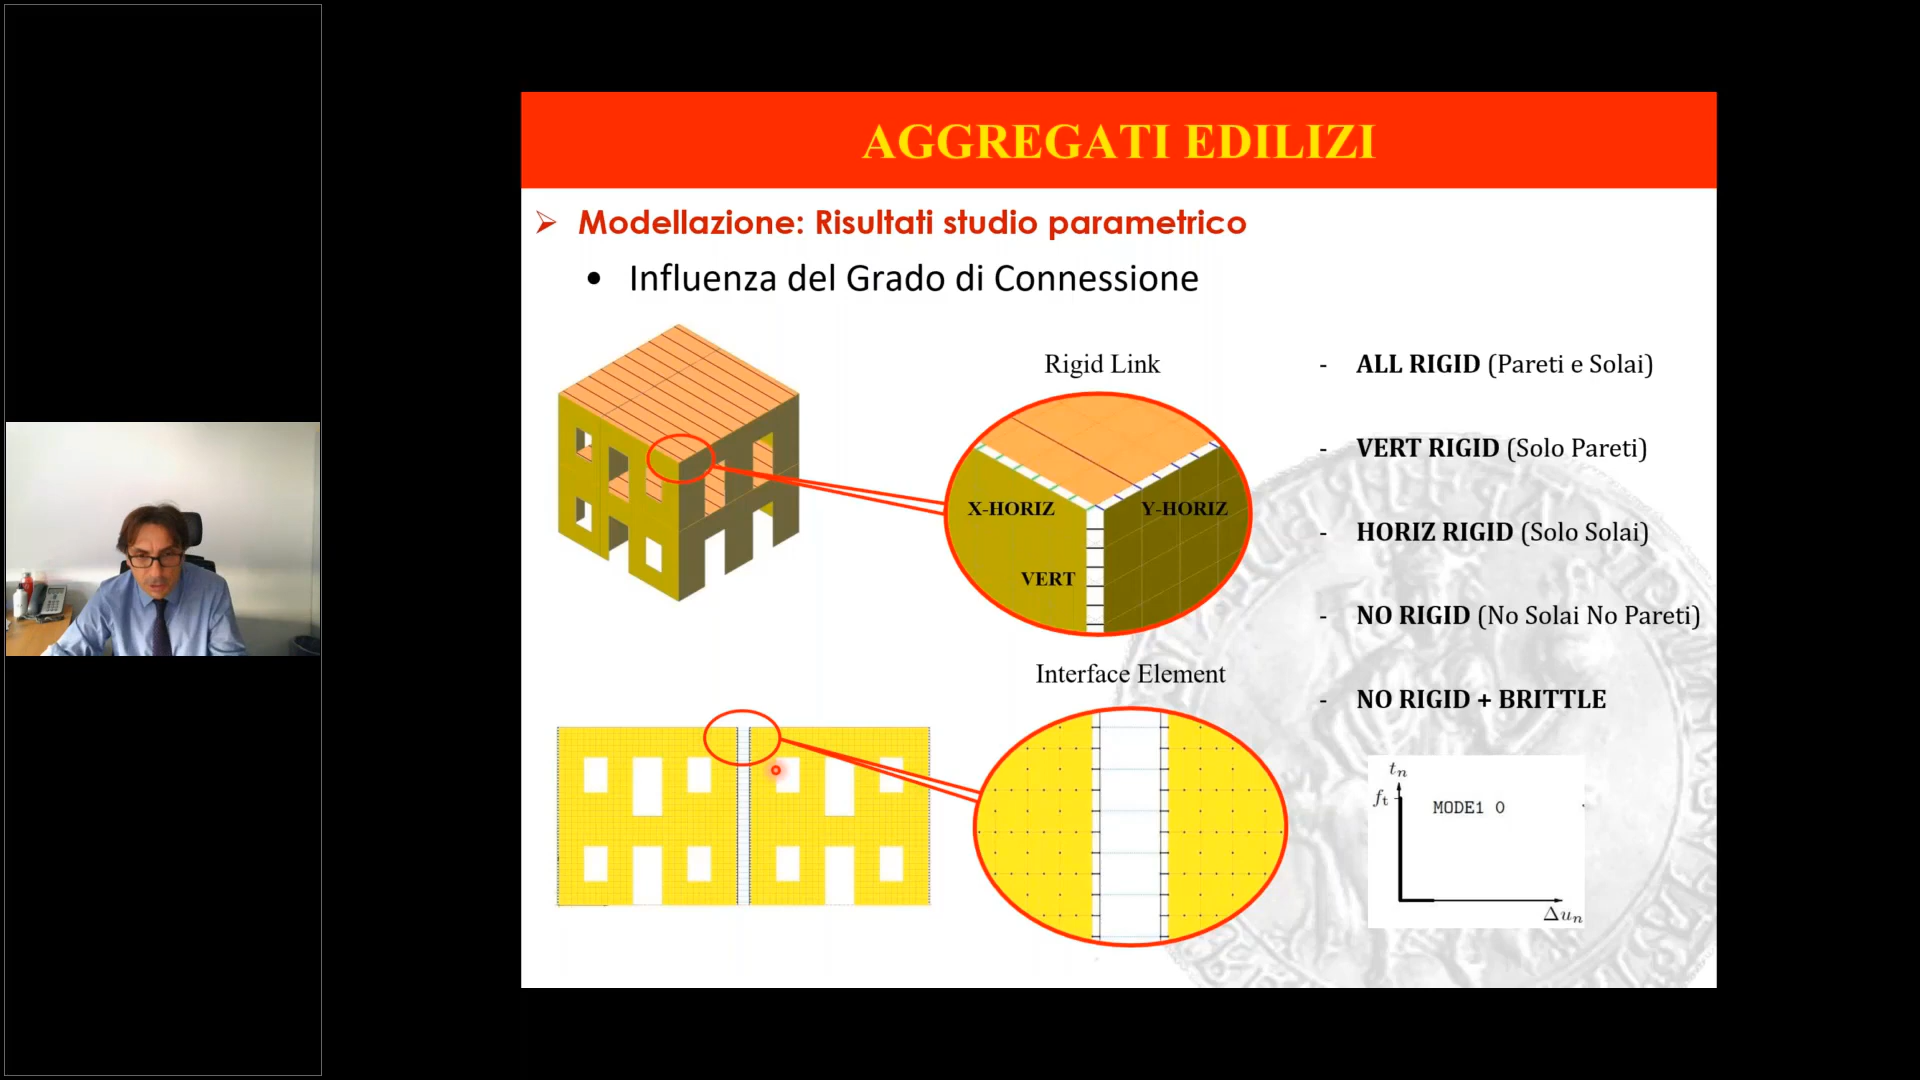 AGGREGATI EDILIZI
➢ Modellazione: Risultati studio parametrico
• Influenza del Grado di Connessione
Rigid Link
X-HORIZ
Y-HORIZ
VERT
Interface Element
- ALL RIGID (Pareti e Solai)
- VERT RIGID (Solo Pareti)
- HORIZ RIGID (Solo Solai)
- NO RIGID (No Solai No Pareti)
- NO RIGID + BRITTLE
tn
ft
MODE1 0
Δun